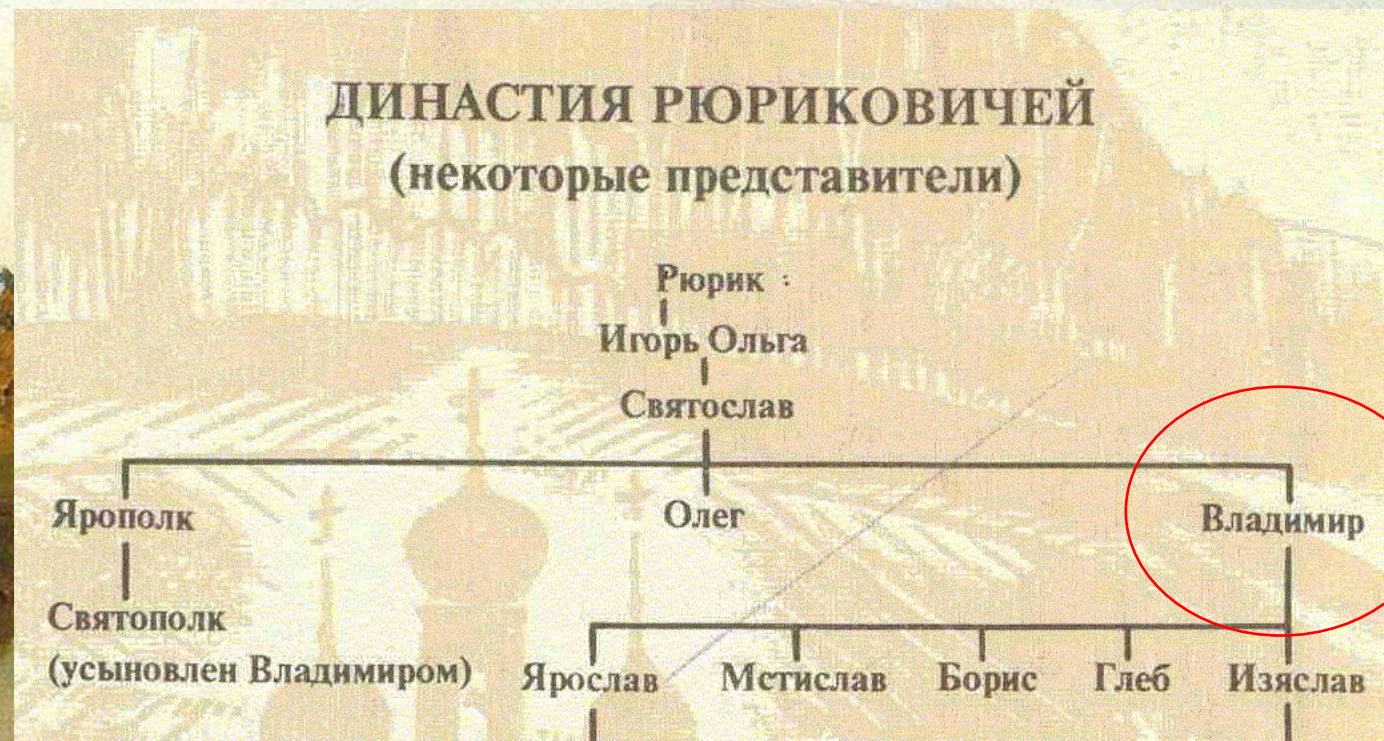 ДИНАСТИЯ РЮРИКОВИЧЕЙ
(некоторые представители)
Рюрик
Игорь Ольга
Святослав
Ярополк Олег Владимир
Святополк
(усыновлен Владимиром) Ярослав Мстислав Борис Глеб Изяслав